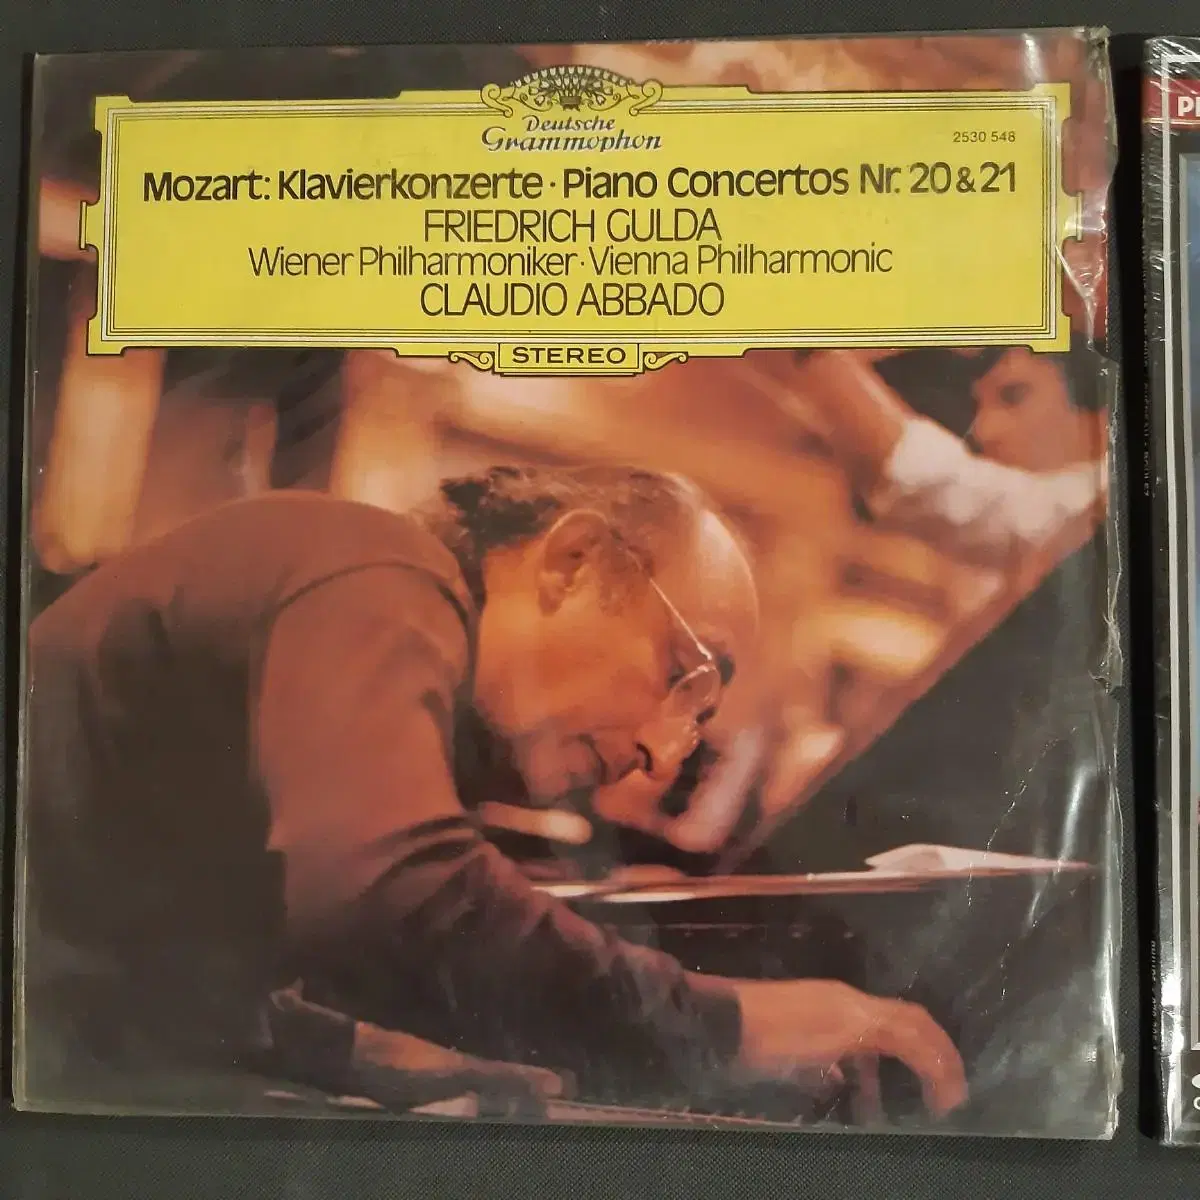 Deutsche
Grammophon
2530 548
Mozart: Klavierkonzerte · Piano Concertos Nr. 20 & 21
FRIEDRICH GULDA
Wiener Philharmoniker · Vienna Philharmonic
CLAUDIO ABBADO
STEREO